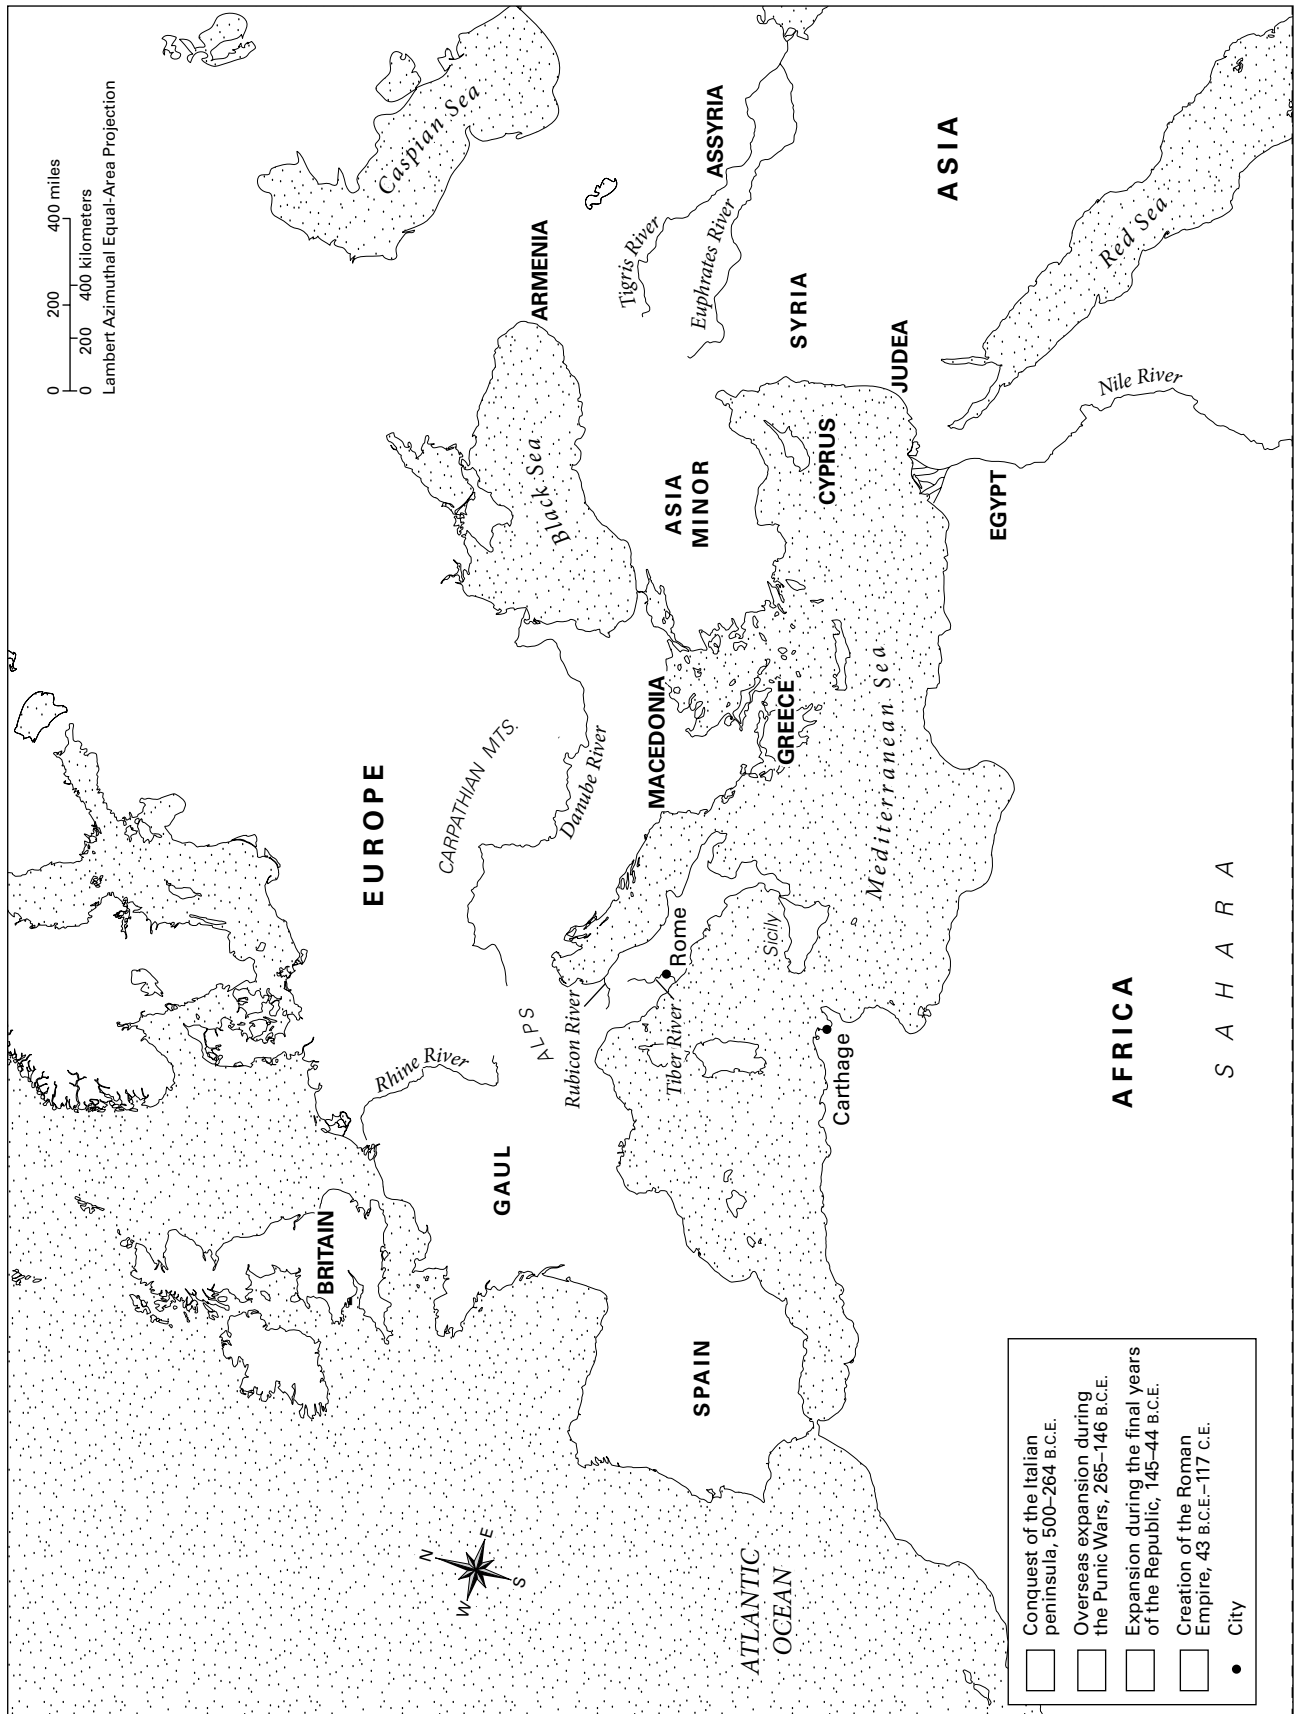 0 200 400 miles
0 200 400 kilometers
Lambert Azimuthal Equal-Area Projection
Caspian Sea
ARMENIA
Tigris River
ASSYRIA
Euphrates River
ASIA
SYRIA
JUDEA
Red Sea
Nile River
EGYPT
CYPRUS
ASIA
MINOR
Black Sea
EUROPE
CARPATHIAN MTS.
Danube River
MACEDONIA
GREECE
Mediterranean Sea
Rome
Sicily
ALPS
Rubicon River
Tiber River
Carthage
AFRICA
SAHARA
Rhine River
GAUL
BRITAIN
SPAIN
N
E
S
W
ATLANTIC
OCEAN
Conquest of the Italian
peninsula, 500–264 B.C.E.
Overseas expansion during
the Punic Wars, 265–146 B.C.E.
Expansion during the final years
of the Republic, 145–44 B.C.E.
Creation of the Roman
Empire, 43 B.C.E.–117 C.E.
City